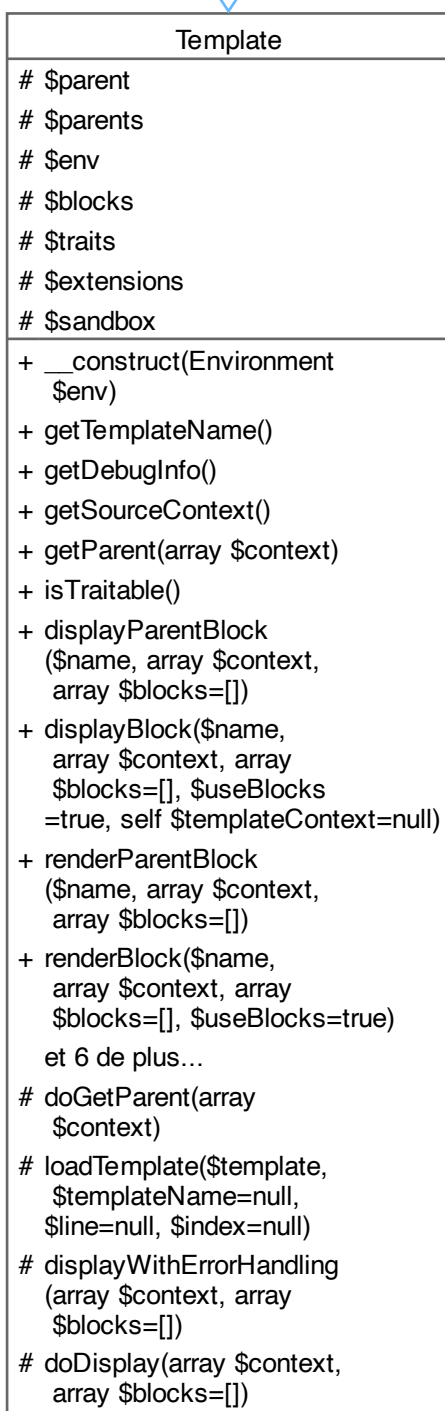 Template
# $parent
# $parents
# $env
# $blocks
# $traits
# $extensions
# $sandbox
+ __construct(Environment
$env)
+ getTemplateName()
+ getDebugInfo()
+ getSourceContext()
+ getParent(array $context)
+ isTraitable()
+ displayParentBlock
($name, array $context,
array $blocks=[])
+ displayBlock($name,
array $context, array
$blocks=[], $useBlocks
=true, self $templateContext=null)
+ renderParentBlock
($name, array $context,
array $blocks=[])
+ renderBlock($name,
array $context, array
$blocks=[], $useBlocks=true)
et 6 de plus...
# doGetParent(array
$context)
# loadTemplate($template,
$templateName=null,
$line=null, $index=null)
# displayWithErrorHandling
(array $context, array
$blocks=[])
# doDisplay(array $context,
array $blocks=[])